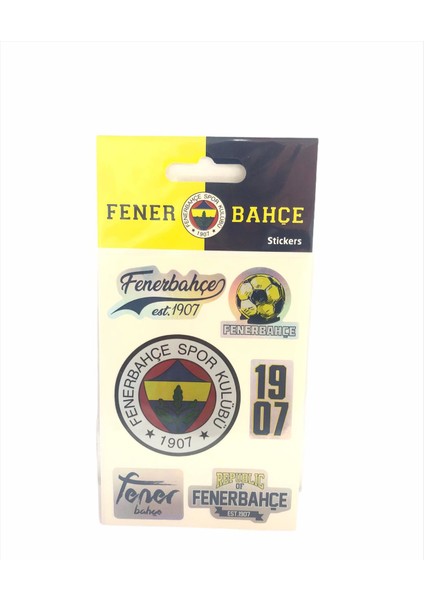 FENER BAHÇE
FENERBAHÇE SPOR KULÜBÜ
1907
Stickers
Fenerbahçe
est.1907
FENERBAHÇE
FENERBAHÇE SPOR KULÜBÜ
★ 1907 ★
19
07
fener
bahçe
REPUBLIC
OF
FENERBAHÇE
EST 1907